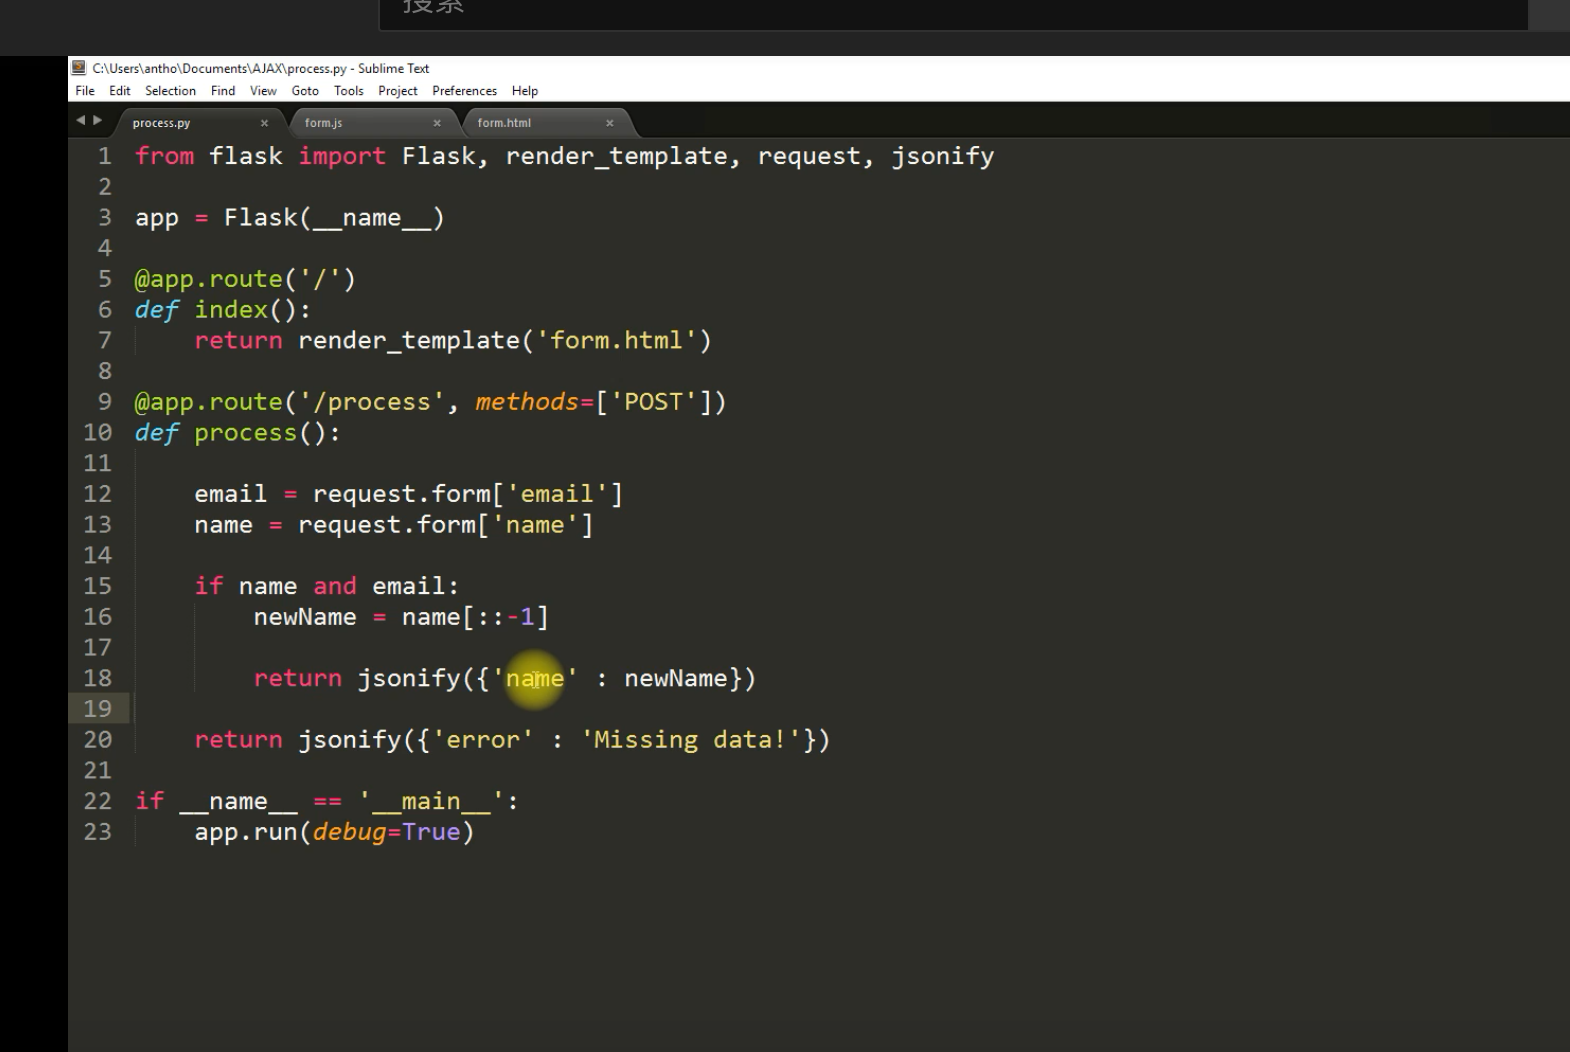 搜索
C:\Users\antho\Documents\AJAX\process.py - Sublime Text
File Edit Selection Find View Goto Tools Project Preferences Help
process.py × form.js × form.html ×
1 from flask import Flask, render_template, request, jsonify
2
3 app = Flask(__name__)
4
5 @app.route('/')
6 def index():
7     return render_template('form.html')
8
9 @app.route('/process', methods=['POST'])
10 def process():
11
12     email = request.form['email']
13     name = request.form['name']
14
15     if name and email:
16         newName = name[::-1]
17
18         return jsonify({'name' : newName})
19
20     return jsonify({'error' : 'Missing data!'})
21
22 if __name__ == '__main__':
23     app.run(debug=True)